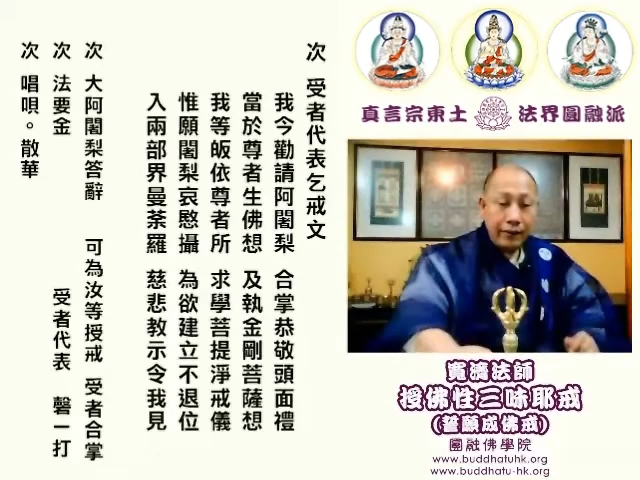 次 受者代表乞戒文
我今勸請阿闍梨 合掌恭敬頭面禮
當於尊者生佛想 及執金剛菩薩想
我等皈依尊者所 求學菩提淨戒儀
惟願闍梨哀愍攝 為欲建立不退位
入兩部界曼荼羅 慈悲教示令我見
次 大阿闍梨答辭 可為汝等授戒 受者合掌
次 法要金 受者代表 磬一打
次 唱唄。散華
真言宗東土 法界圓融派
寬濟法師
授佛性三昧耶戒
(誓願成佛戒)
圓融佛學院
www.buddhatuhk.org
www.buddhatu-hk.org